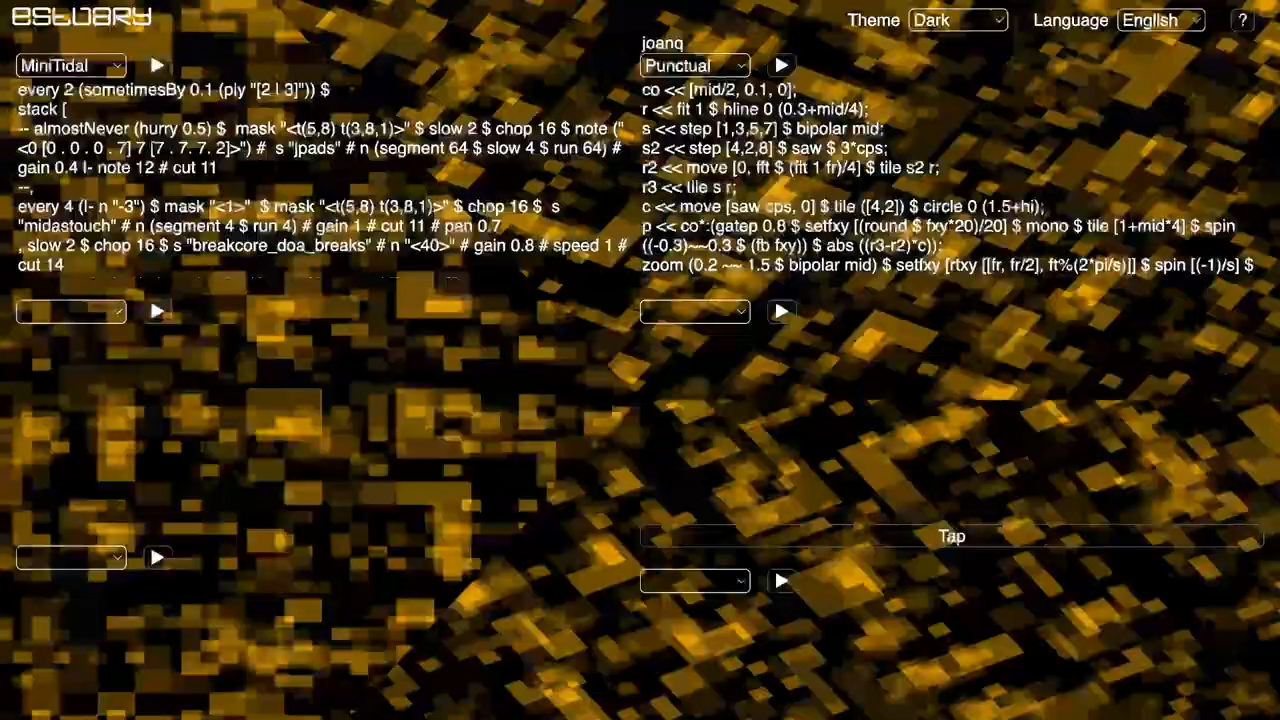 estuary
Theme Dark Language English ?
MiniTidal
every 2 (sometimesBy 0.1 (ply "[2 | 3]")) $
stack [
-- almostNever (hurry 0.5) $ mask "<t(5,8) t(3,8,1)>" $ slow 2 $ chop 16 $ note ("
<0 [0 . 0 . 0 . 7] 7 [7 . 7 . 7. 2]>") # s "jpads" # n (segment 64 $ slow 4 $ run 64) #
gain 0.4 |- note 12 # cut 11
--,
every 4 (|- n "-3") $ mask "<1>" $ mask "<t(5,8) t(3,8,1)>" $ chop 16 $ s
"midastouch" # n (segment 4 $ run 4) # gain 1 # cut 11 # pan 0.7
, slow 2 $ chop 16 $ s "breakcore_doa_breaks" # n "<40>" # gain 0.8 # speed 1 #
cut 14
joanq
Punctual
co << [mid/2, 0.1, 0];
r << fit 1 $ hline 0 (0.3+mid/4);
s << step [1,3,5,7] $ bipolar mid;
s2 << step [4,2,8] $ saw $ 3*cps;
r2 << move [0, fft $ (fit 1 fr)/4] $ tile s2 r;
r3 << tile s r;
c << move [saw cps, 0] $ tile ([4,2]) $ circle 0 (1.5+hi);
p << co*:(gatep 0.8 $ setfxy [(round $ fxy*20)/20] $ mono $ tile [1+mid*4] $ spin
((-0.3)~~0.3 $ (fb fxy)) $ abs ((r3-r2)*c));
zoom (0.2 ~~ 1.5 $ bipolar mid) $ setfxy [rtxy [[fr, fr/2], ft%(2*pi/s)]] $ spin [(-1)/s] $
Tap